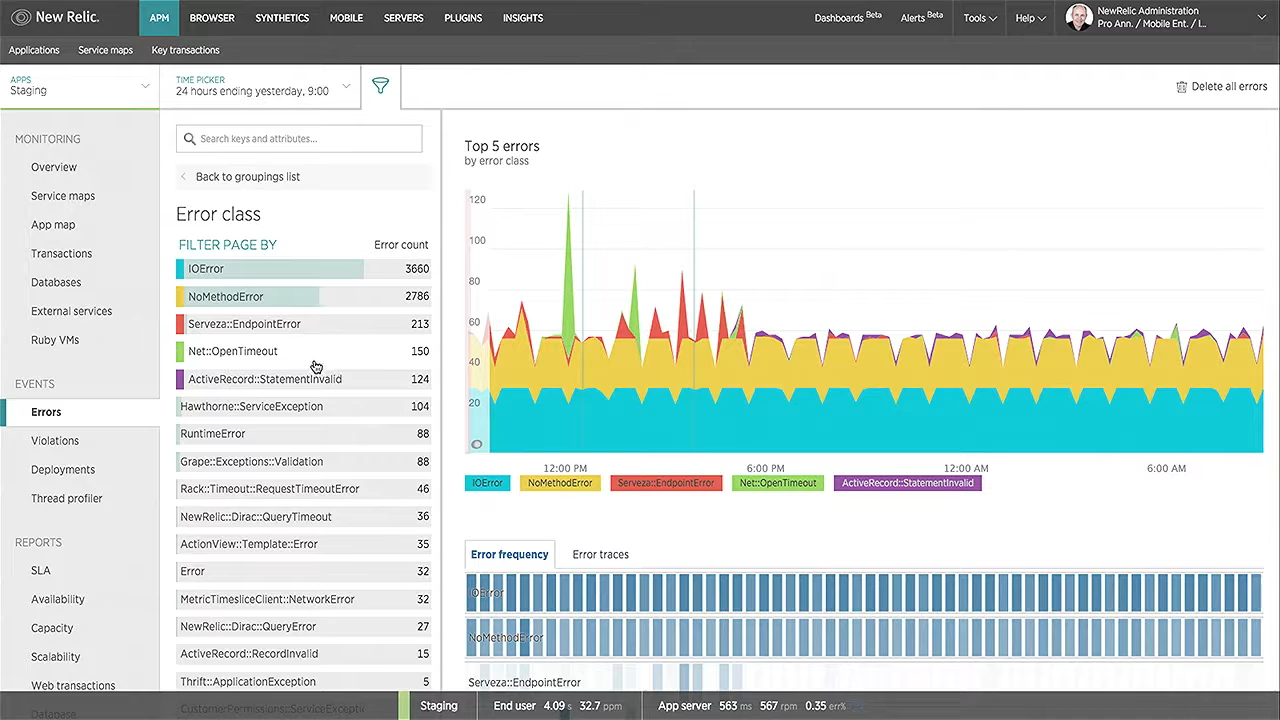 New Relic.
APM
BROWSER
SYNTHETICS
MOBILE
SERVERS
PLUGINS
INSIGHTS
Dashboards Beta
Alerts Beta
Tools
Help
NewRelic Administration
Pro Ann. / Mobile Ent. / I...
Applications
Service maps
Key transactions
APPS
Staging
TIME PICKER
24 hours ending yesterday, 9:00
Delete all errors
MONITORING
Overview
Service maps
App map
Transactions
Databases
External services
Ruby VMs
EVENTS
Errors
Violations
Deployments
Thread profiler
REPORTS
SLA
Availability
Capacity
Scalability
Web transactions
Database
Search keys and attributes...
Back to groupings list
Error class
FILTER PAGE BY Error count
IOError 3660
NoMethodError 2786
Serveza::EndpointError 213
Net::OpenTimeout 150
ActiveRecord::StatementInvalid 124
Hawthorne::ServiceException 104
RuntimeError 88
Grape::Exceptions::Validation 88
Rack::Timeout::RequestTimeoutError 46
NewRelic::Dirac::QueryTimeout 36
ActionView::Template::Error 35
Error 32
MetricTimesliceClient::NetworkError 32
NewRelic::Dirac::QueryError 27
ActiveRecord::RecordInvalid 15
Thrift::ApplicationException 5
CustomerPermissions::ServiceExcepti
Top 5 errors
by error class
120
100
80
60
40
20
12:00 PM
6:00 PM
12:00 AM
6:00 AM
IOError
NoMethodError
Serveza::EndpointError
Net::OpenTimeout
ActiveRecord::StatementInvalid
Error frequency
Error traces
IOError
NoMethodError
Serveza::EndpointError
Staging
End user 4.09 s 32.7 ppm
App server 563 ms 567 rpm 0.35 err%